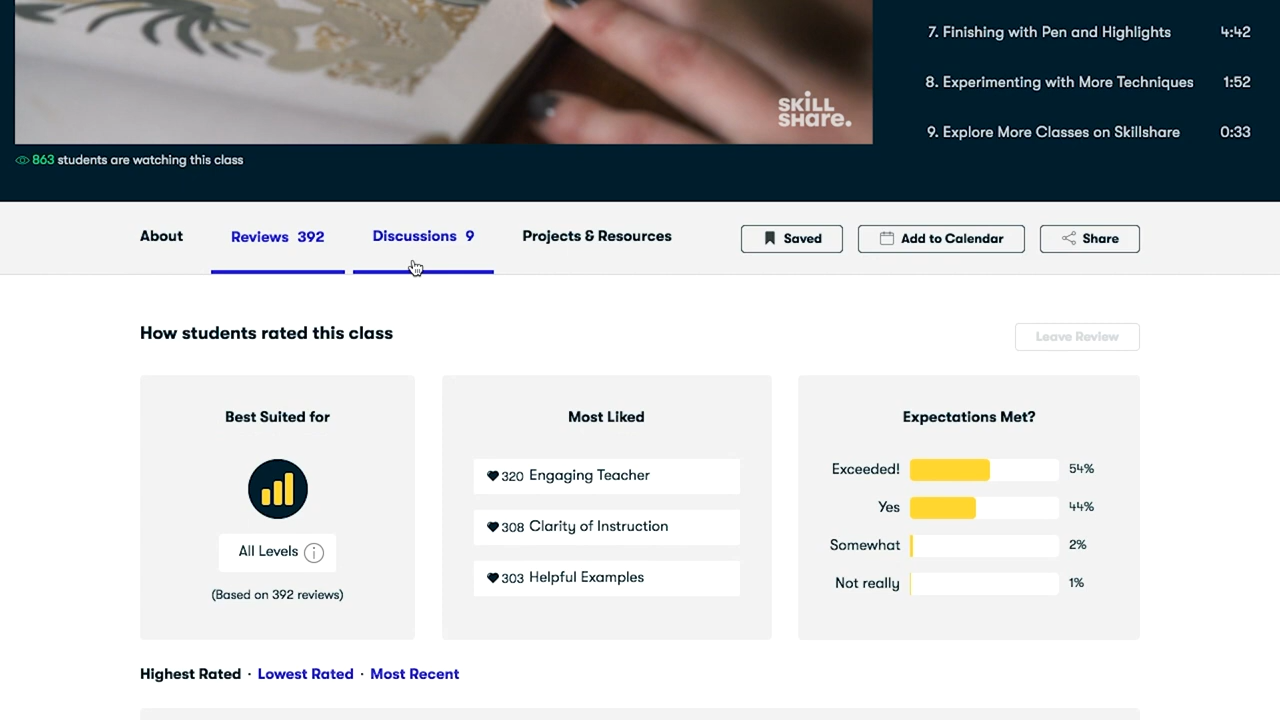 7. Finishing with Pen and Highlights 4:42
8. Experimenting with More Techniques 1:52
SKILL
SHare.
9. Explore More Classes on Skillshare 0:33
863 students are watching this class
About Reviews 392 Discussions 9 Projects & Resources Saved Add to Calendar Share
How students rated this class
Leave Review
Best Suited for
All Levels
(Based on 392 reviews)
Most Liked
320 Engaging Teacher
308 Clarity of Instruction
303 Helpful Examples
Expectations Met?
Exceeded! 54%
Yes 44%
Somewhat 2%
Not really 1%
Highest Rated · Lowest Rated · Most Recent